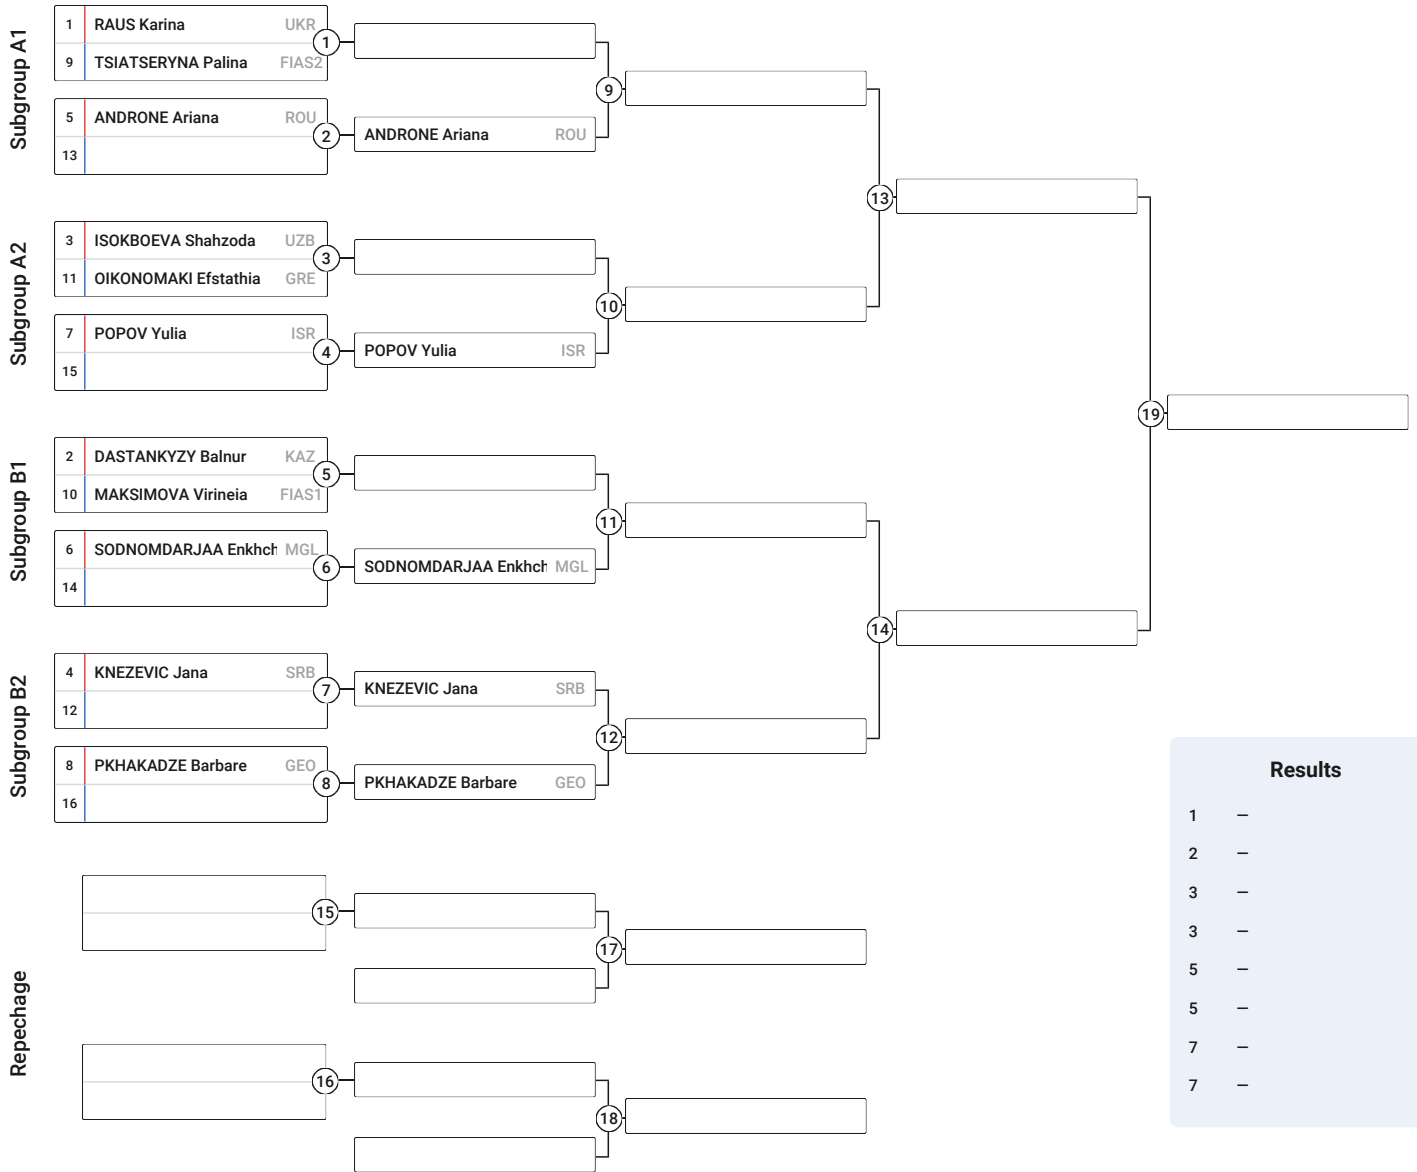 Subgroup A1
1 RAUS Karina UKR
9 TSIATSERYNA Palina FIAS2
1
5 ANDRONE Ariana ROU
13
2
ANDRONE Ariana ROU
9
Subgroup A2
3 ISOKBOEVA Shahzoda UZB
11 OIKONOMAKI Efstathia GRE
3
7 POPOV Yulia ISR
15
4
POPOV Yulia ISR
10
13
Subgroup B1
2 DASTANKYZY Balnur KAZ
10 MAKSIMOVA Virineia FIAS1
5
6 SODNOMDARJAA Enkhch MGL
14
6
SODNOMDARJAA Enkhch MGL
11
Subgroup B2
4 KNEZEVIC Jana SRB
12
7
KNEZEVIC Jana SRB
8 PKHAKADZE Barbare GEO
16
8
PKHAKADZE Barbare GEO
12
14
19
Repechage
15
17
16
18
Results
1 –
2 –
3 –
3 –
5 –
5 –
7 –
7 –